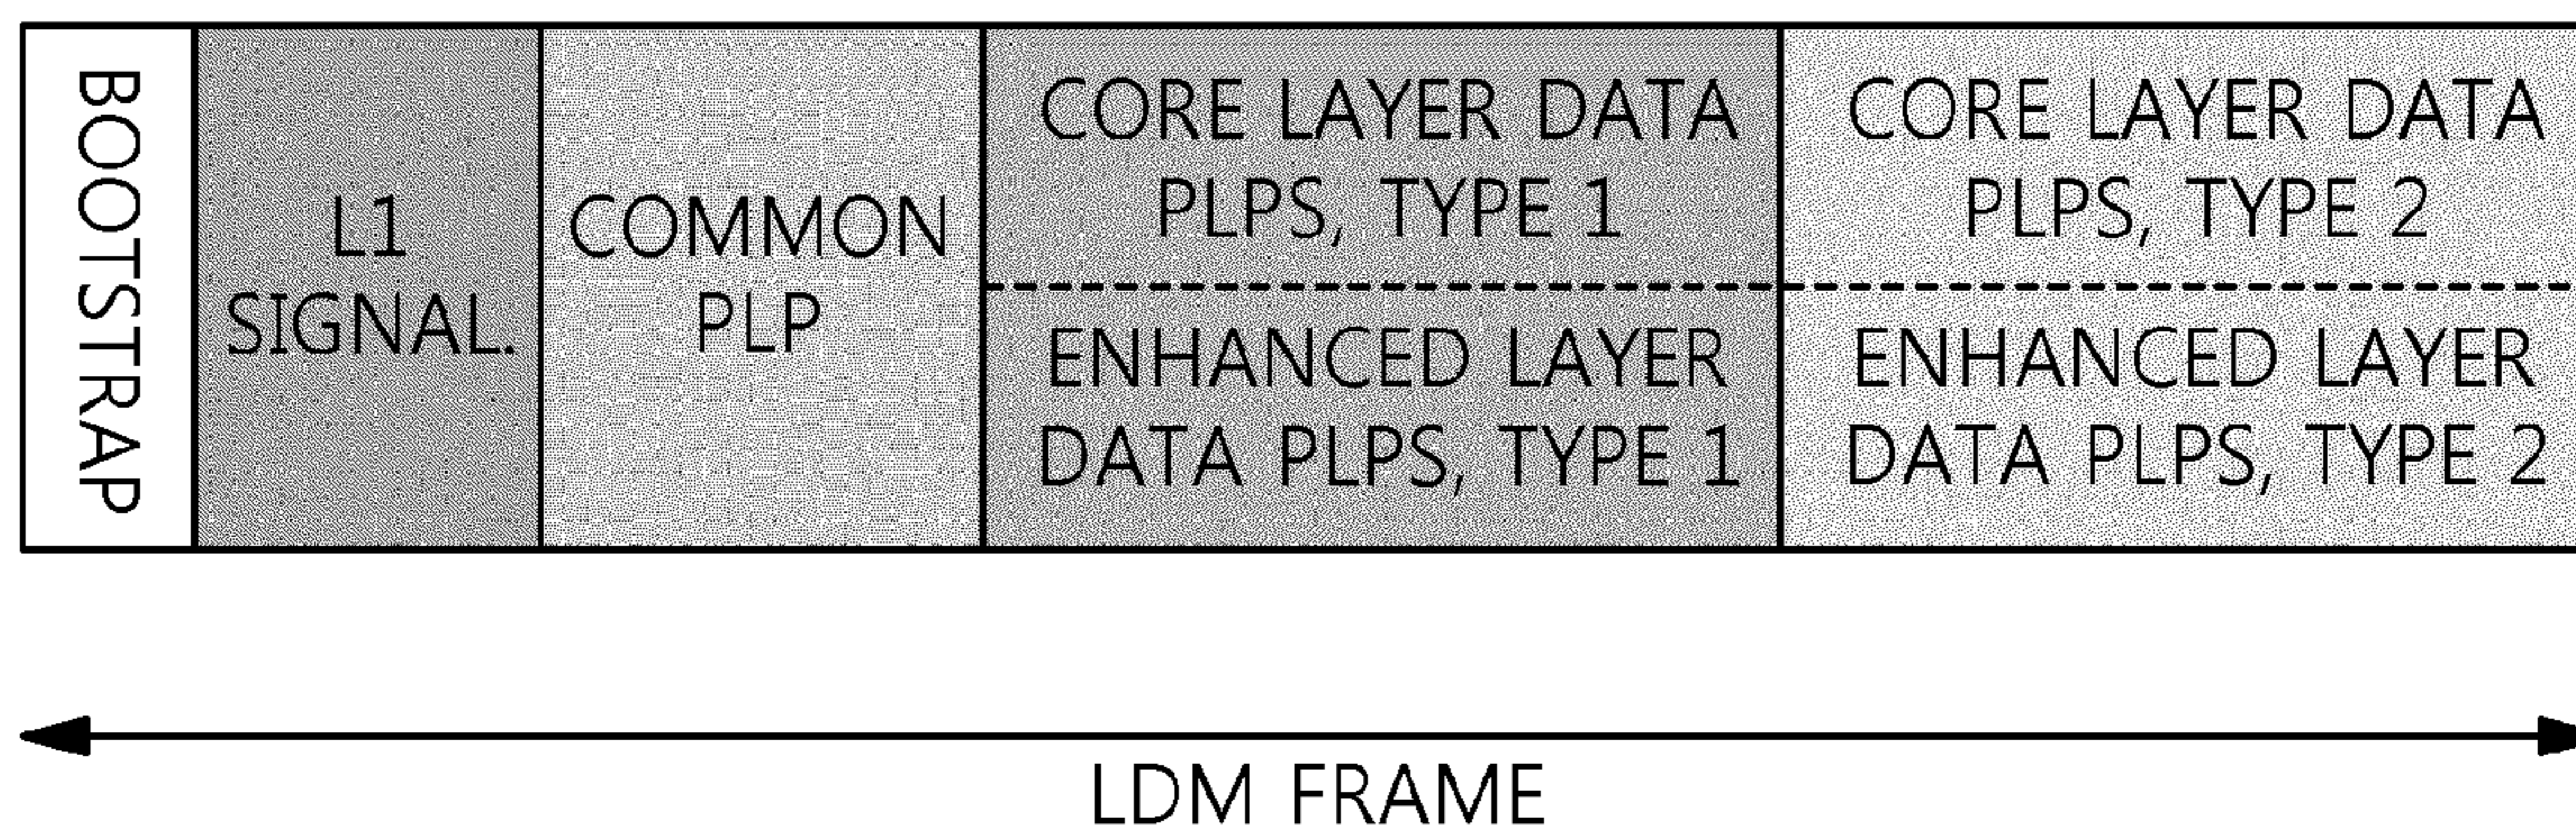 BOOTSTRAP
L1
SIGNAL.
COMMON
PLP
CORE LAYER DATA
PLPS, TYPE 1
ENHANCED LAYER
DATA PLPS, TYPE 1
CORE LAYER DATA
PLPS, TYPE 2
ENHANCED LAYER
DATA PLPS, TYPE 2
LDM FRAME